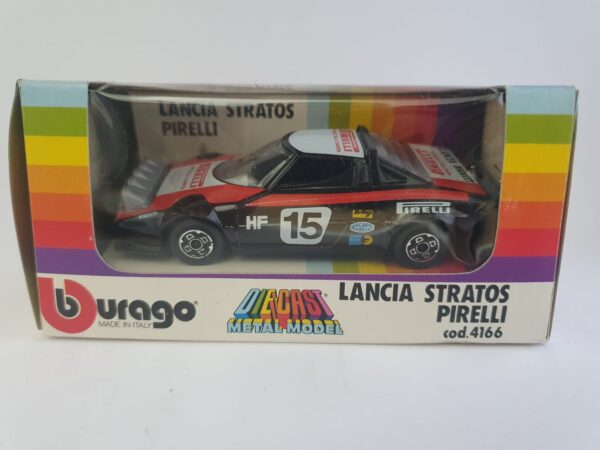 LANCIA STRATOS
PIRELLI
PIRELLI
HF
15
PIRELLI
burago
MADE IN ITALY
DIE-CAST
METAL MODEL
LANCIA STRATOS
PIRELLI
cod.4166